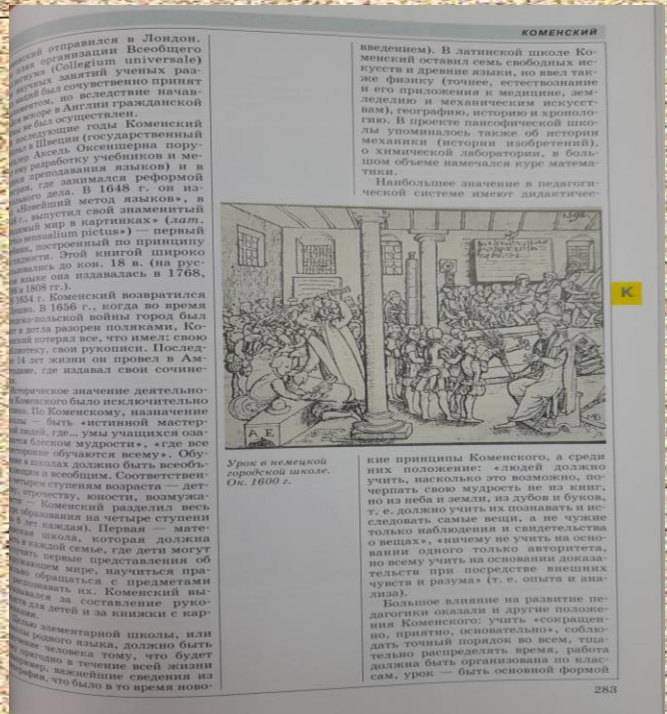 КОМЕНСКИЙ
отправился в Лондон.
план организации Всеобщего
(Collegium universale)
научных занятий ученых раз-
был сочувственно принят
но вследствие начав-
вскоре в Англии гражданской
не был осуществлен.
последующие годы Коменский
в Швеции (государственный
Аксель Оксеншерна пору-
разработку учебников и ме-
преподавания языков) и в
где занимался реформой
дела. В 1648 г. он из-
«Новейший метод языков», в
г., выпустил свой знаменитый
мир в картинках» (лат.
sensualium pictus») — первый
построенный по принципу
Этой книгой широко
до кон. 18 в. (на рус-
языке она издавалась в 1768,
и 1808 гг.).
1654 г. Коменский возвратился
В 1656 г., когда во время
польской войны город был
и дотла разорен поляками, Ко-
потерял все, что имел: свою
свои рукописи. Послед-
14 лет жизни он провел в Ам-
где издавал свои сочине-
значение деятельно-
Коменского было исключительно
По Коменскому, назначение
— быть «истинной мастер-
людей, где... умы учащихся оза-
блеском мудрости», «где все
обучаются всему». Обу-
в школах должно быть всеобъ-
и всеобщим. Соответствен-
четырем ступеням возраста — дет-
отрочеству, юности, возмужа-
— Коменский разделил весь
образования на четыре ступени
6 лет каждая). Первая — мате-
школа, которая должна
в каждой семье, где дети могут
первые представления об
мире, научиться пра-
обращаться с предметами
их. Коменский вы-
за составление руко-
для детей и за книжки с кар-
элементарной школы, или
родного языка, должно быть
человека тому, что будет
пригодно в течение всей жизни
важнейшие сведения из
что было в то время ново-
введением). В латинской школе Ко-
менский оставил семь свободных ис-
кусств и древние языки, но ввел так-
же физику (точнее, естествознание
и его приложения к медицине, зем-
леделию и механическим искусст-
вам), географию, историю и хроноло-
гию. В проекте пансофической шко-
лы упоминалось также об истории
механики (истории изобретений),
о химической лаборатории, в боль-
шом объеме намечался курс матема-
тики.
Наибольшее значение в педагоги-
ческой системе имеют дидактичес-
К
A E
Урок в немецкой
городской школе.
Ок. 1600 г.
кие принципы Коменского, а среди
них положение: «людей должно
учить, насколько это возможно, по-
черпать свою мудрость не из книг,
но из неба и земли, из дубов и буков,
т. е. должно учить их познавать и ис-
следовать самые вещи, а не чужие
только наблюдения и свидетельства
о вещах», «ничему не учить на осно-
вании одного только авторитета,
но всему учить на основании доказа-
тельств при посредстве внешних
чувств и разума» (т. е. опыта и ана-
лиза).
Большое влияние на развитие пе-
дагогики оказали и другие положе-
ния Коменского: учить «сокращен-
но, приятно, основательно», соблю-
дать точный порядок во всем, тща-
тельно распределять время, работа
должна быть организована по клас-
сам, урок — быть основной формой
283